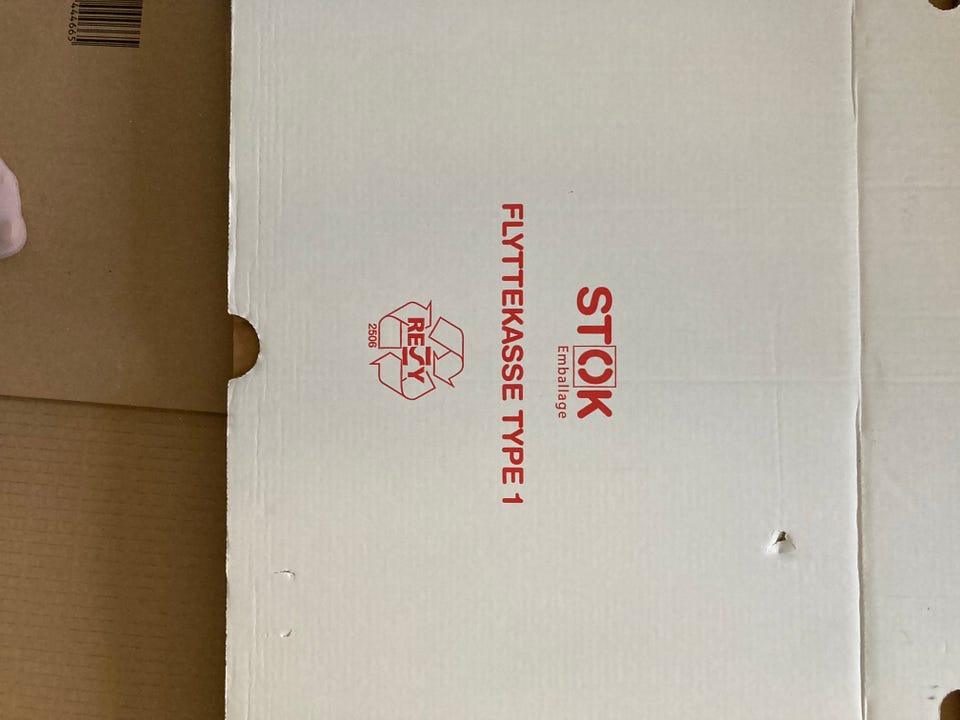 STOK
Emballage
FLYTTEKASSE TYPE 1
RESY
2506